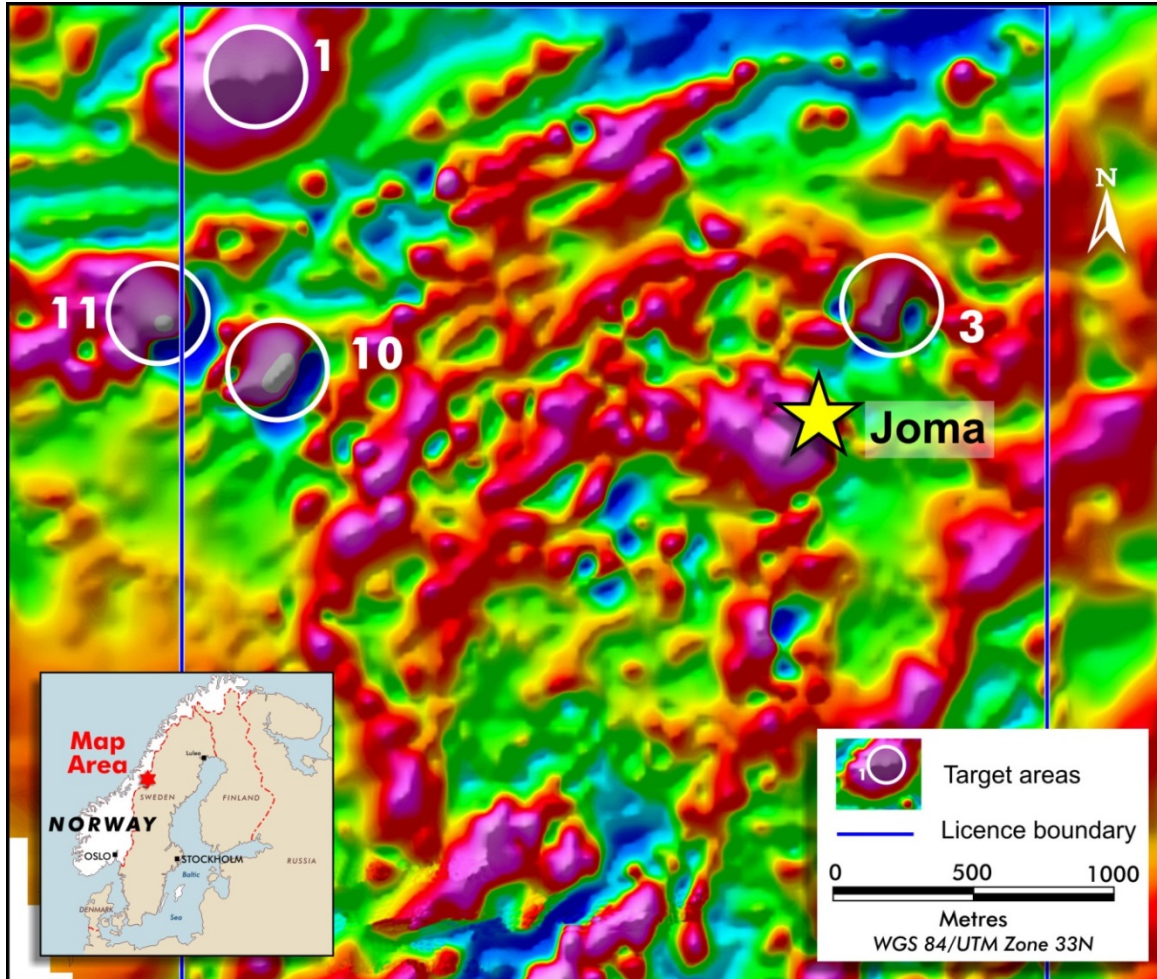 1
N
11
10
3
Joma
Map
Area
Lulea
SWEDEN
FINLAND
NORWAY
OSLO
STOCKHOLM
RUSSIA
Baltic
Sea
DENMARK
1
Target areas
Licence boundary
0 500 1000
Metres
WGS 84/UTM Zone 33N